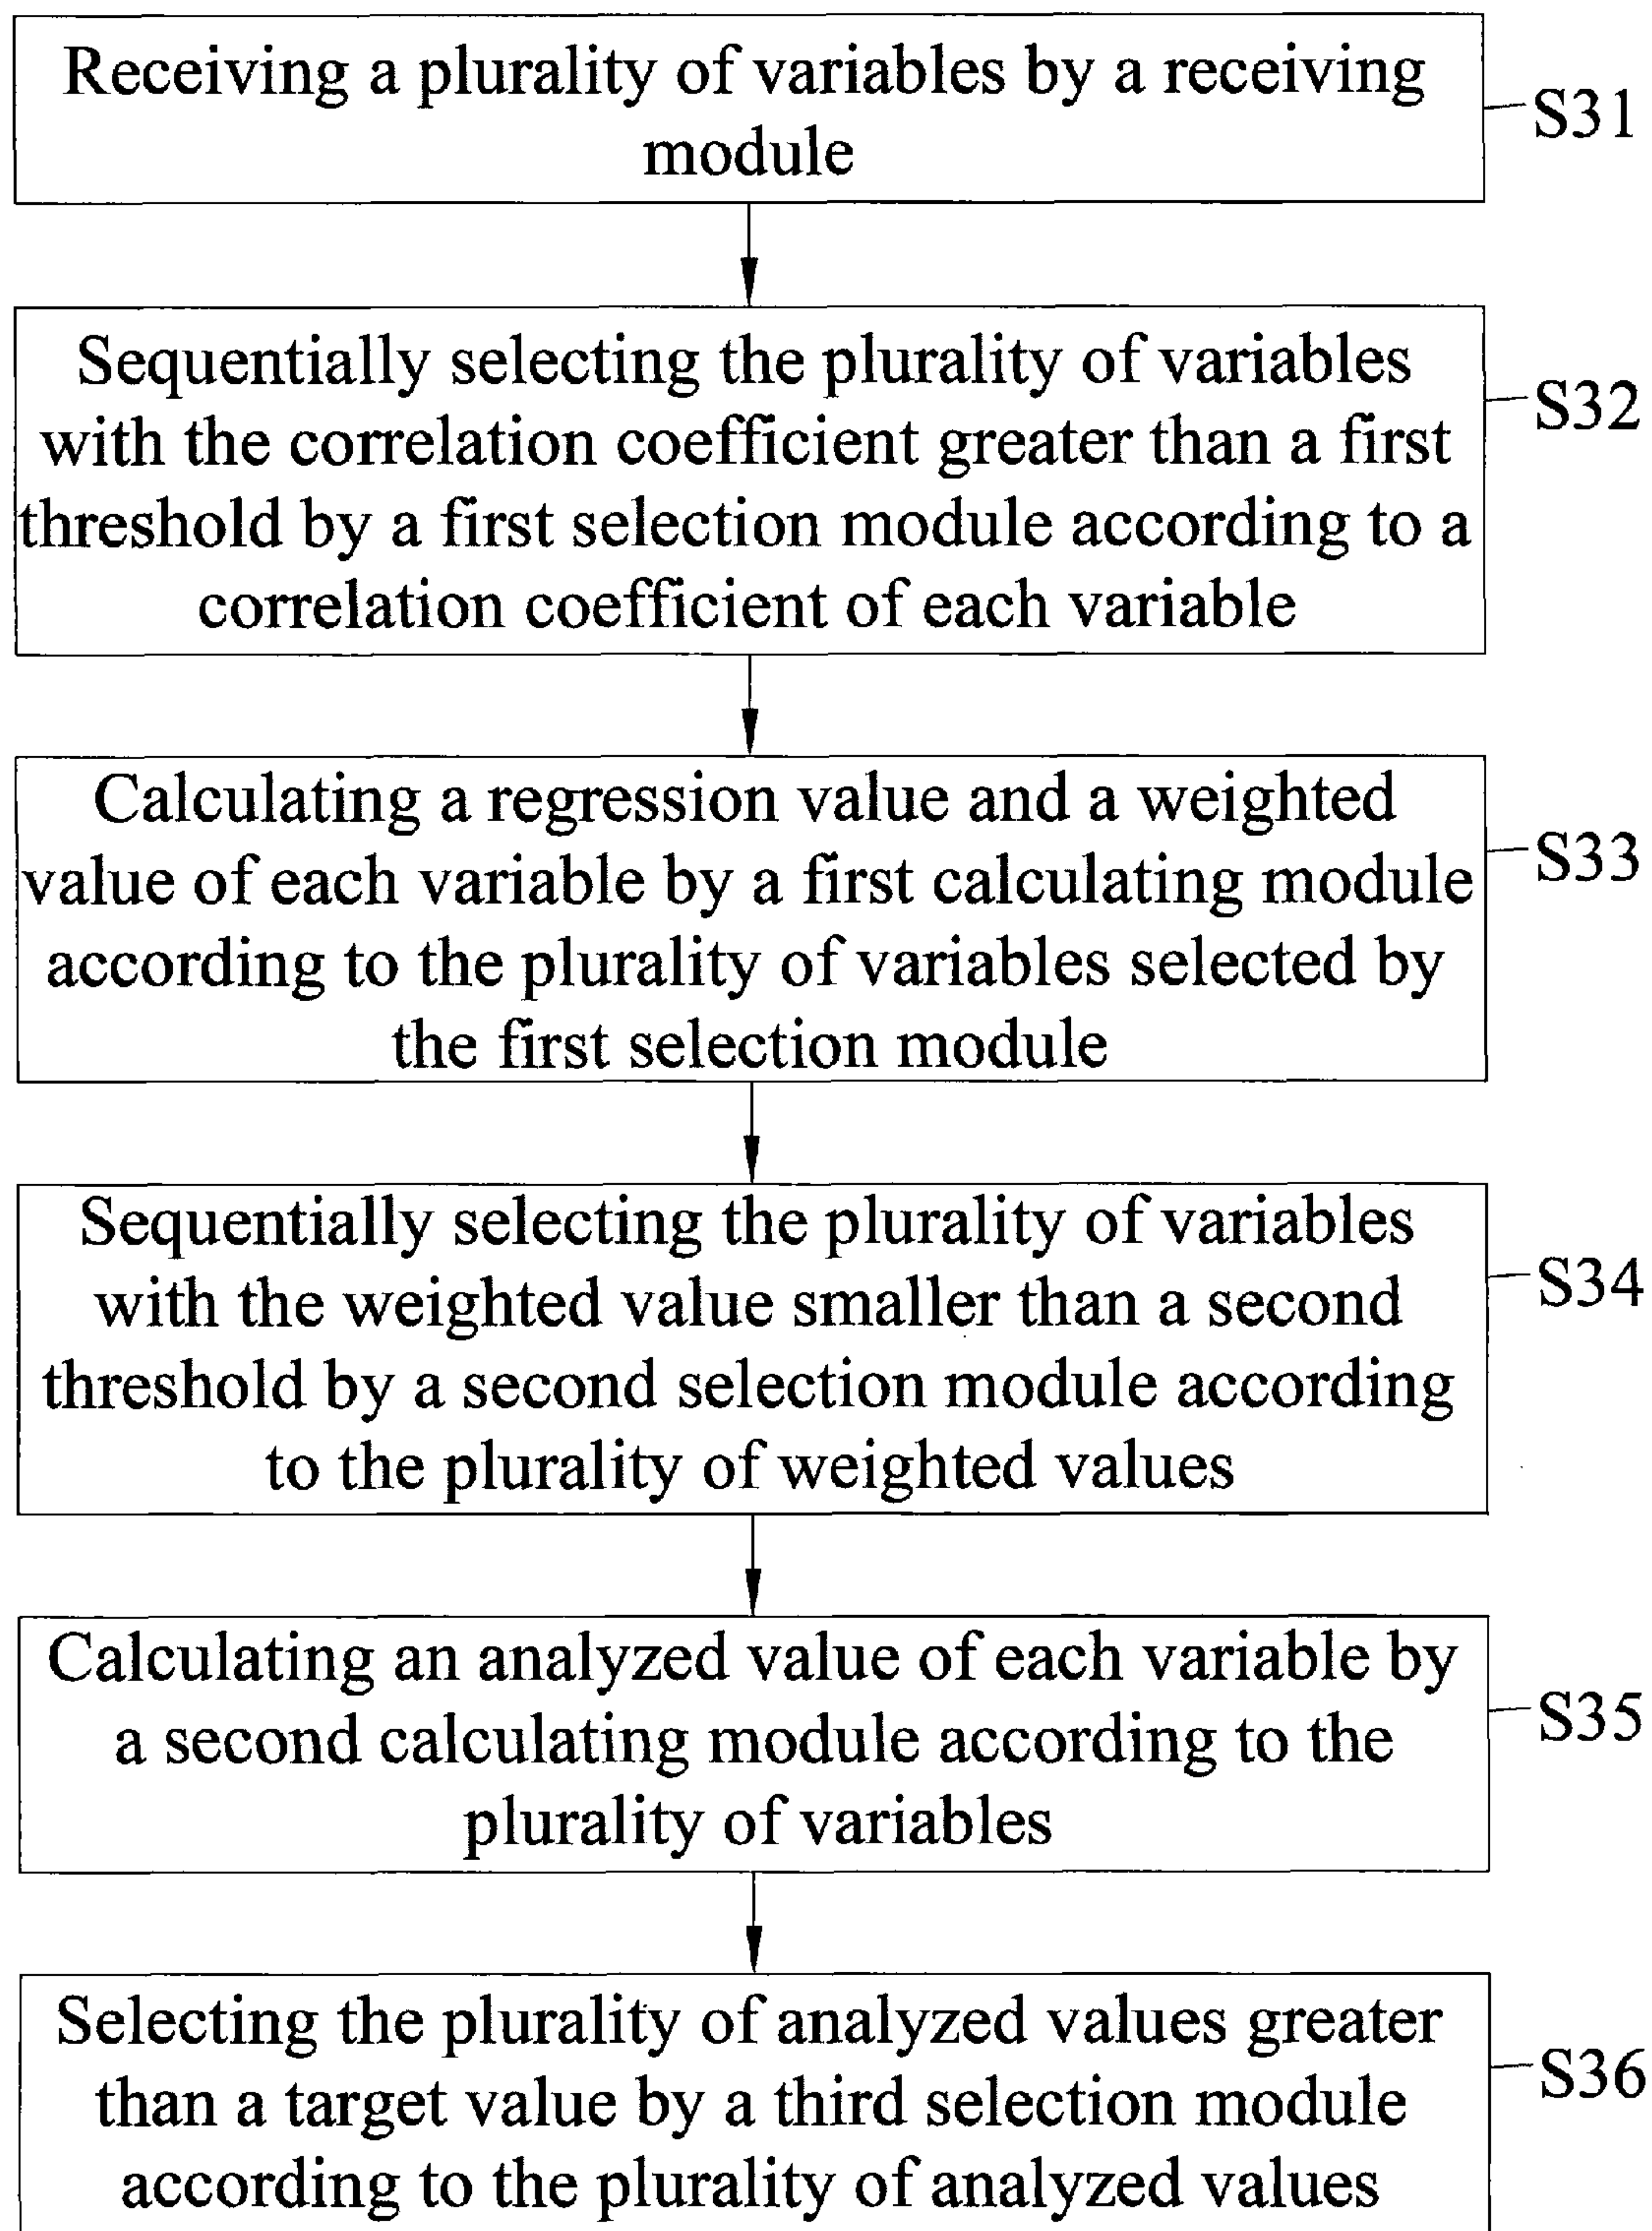 Receiving a plurality of variables by a receiving
module
S31
Sequentially selecting the plurality of variables
with the correlation coefficient greater than a first
threshold by a first selection module according to a
correlation coefficient of each variable
S32
Calculating a regression value and a weighted
value of each variable by a first calculating module
according to the plurality of variables selected by
the first selection module
S33
Sequentially selecting the plurality of variables
with the weighted value smaller than a second
threshold by a second selection module according
to the plurality of weighted values
S34
Calculating an analyzed value of each variable by
a second calculating module according to the
plurality of variables
S35
Selecting the plurality of analyzed values greater
than a target value by a third selection module
according to the plurality of analyzed values
S36